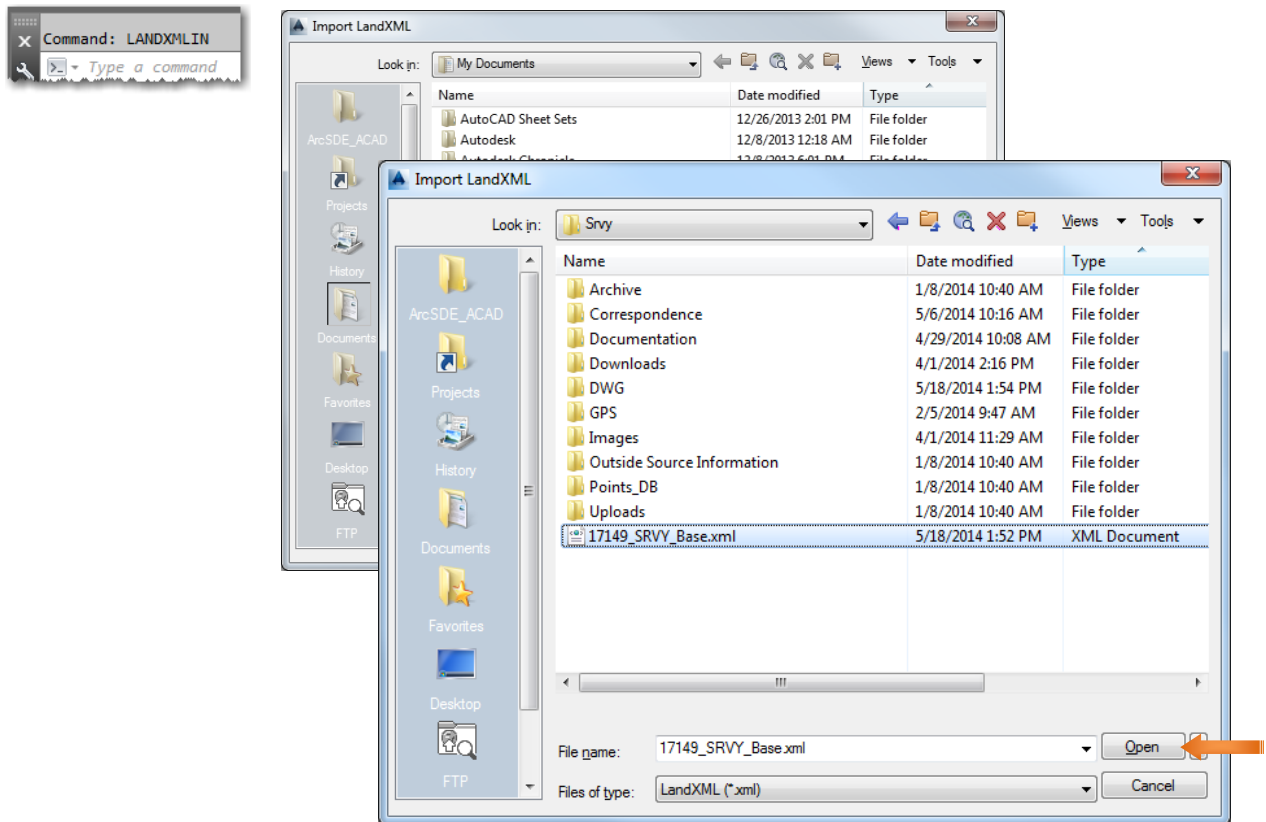 Command: LANDXMLIN
Type a command
Import LandXML
Look in: My Documents Views Tools
Name Date modified Type
AutoCAD Sheet Sets 12/26/2013 2:01 PM File folder
Autodesk 12/8/2013 12:18 AM File folder
ArcSDE_ACAD
Projects
History
Documents
Favorites
Desktop
FTP
Import LandXML
Look in: Srvy Views Tools
Name Date modified Type
Archive 1/8/2014 10:40 AM File folder
Correspondence 5/6/2014 10:16 AM File folder
Documentation 4/29/2014 10:08 AM File folder
Downloads 4/1/2014 2:16 PM File folder
DWG 5/18/2014 1:54 PM File folder
GPS 2/5/2014 9:47 AM File folder
Images 4/1/2014 11:29 AM File folder
Outside Source Information 1/8/2014 10:40 AM File folder
Points_DB 1/8/2014 10:40 AM File folder
Uploads 1/8/2014 10:40 AM File folder
17149_SRVY_Base.xml 5/18/2014 1:52 PM XML Document
ArcSDE_ACAD
Projects
History
Documents
Favorites
Desktop
FTP
File name: 17149_SRVY_Base.xml Open
Files of type: LandXML (*.xml) Cancel